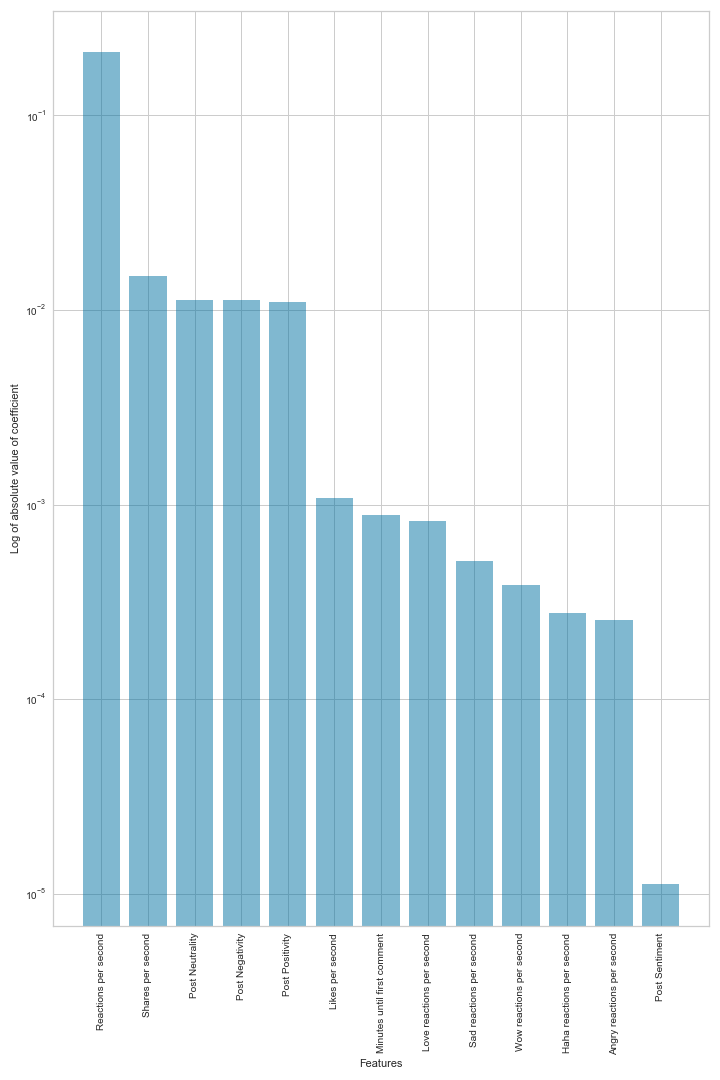 10⁻¹
10⁻²
10⁻³
10⁻⁴
10⁻⁵
Log of absolute value of coefficient
Reactions per second
Shares per second
Post Neutrality
Post Negativity
Post Positivity
Likes per second
Minutes until first comment
Love reactions per second
Sad reactions per second
Wow reactions per second
Haha reactions per second
Angry reactions per second
Post Sentiment
Features